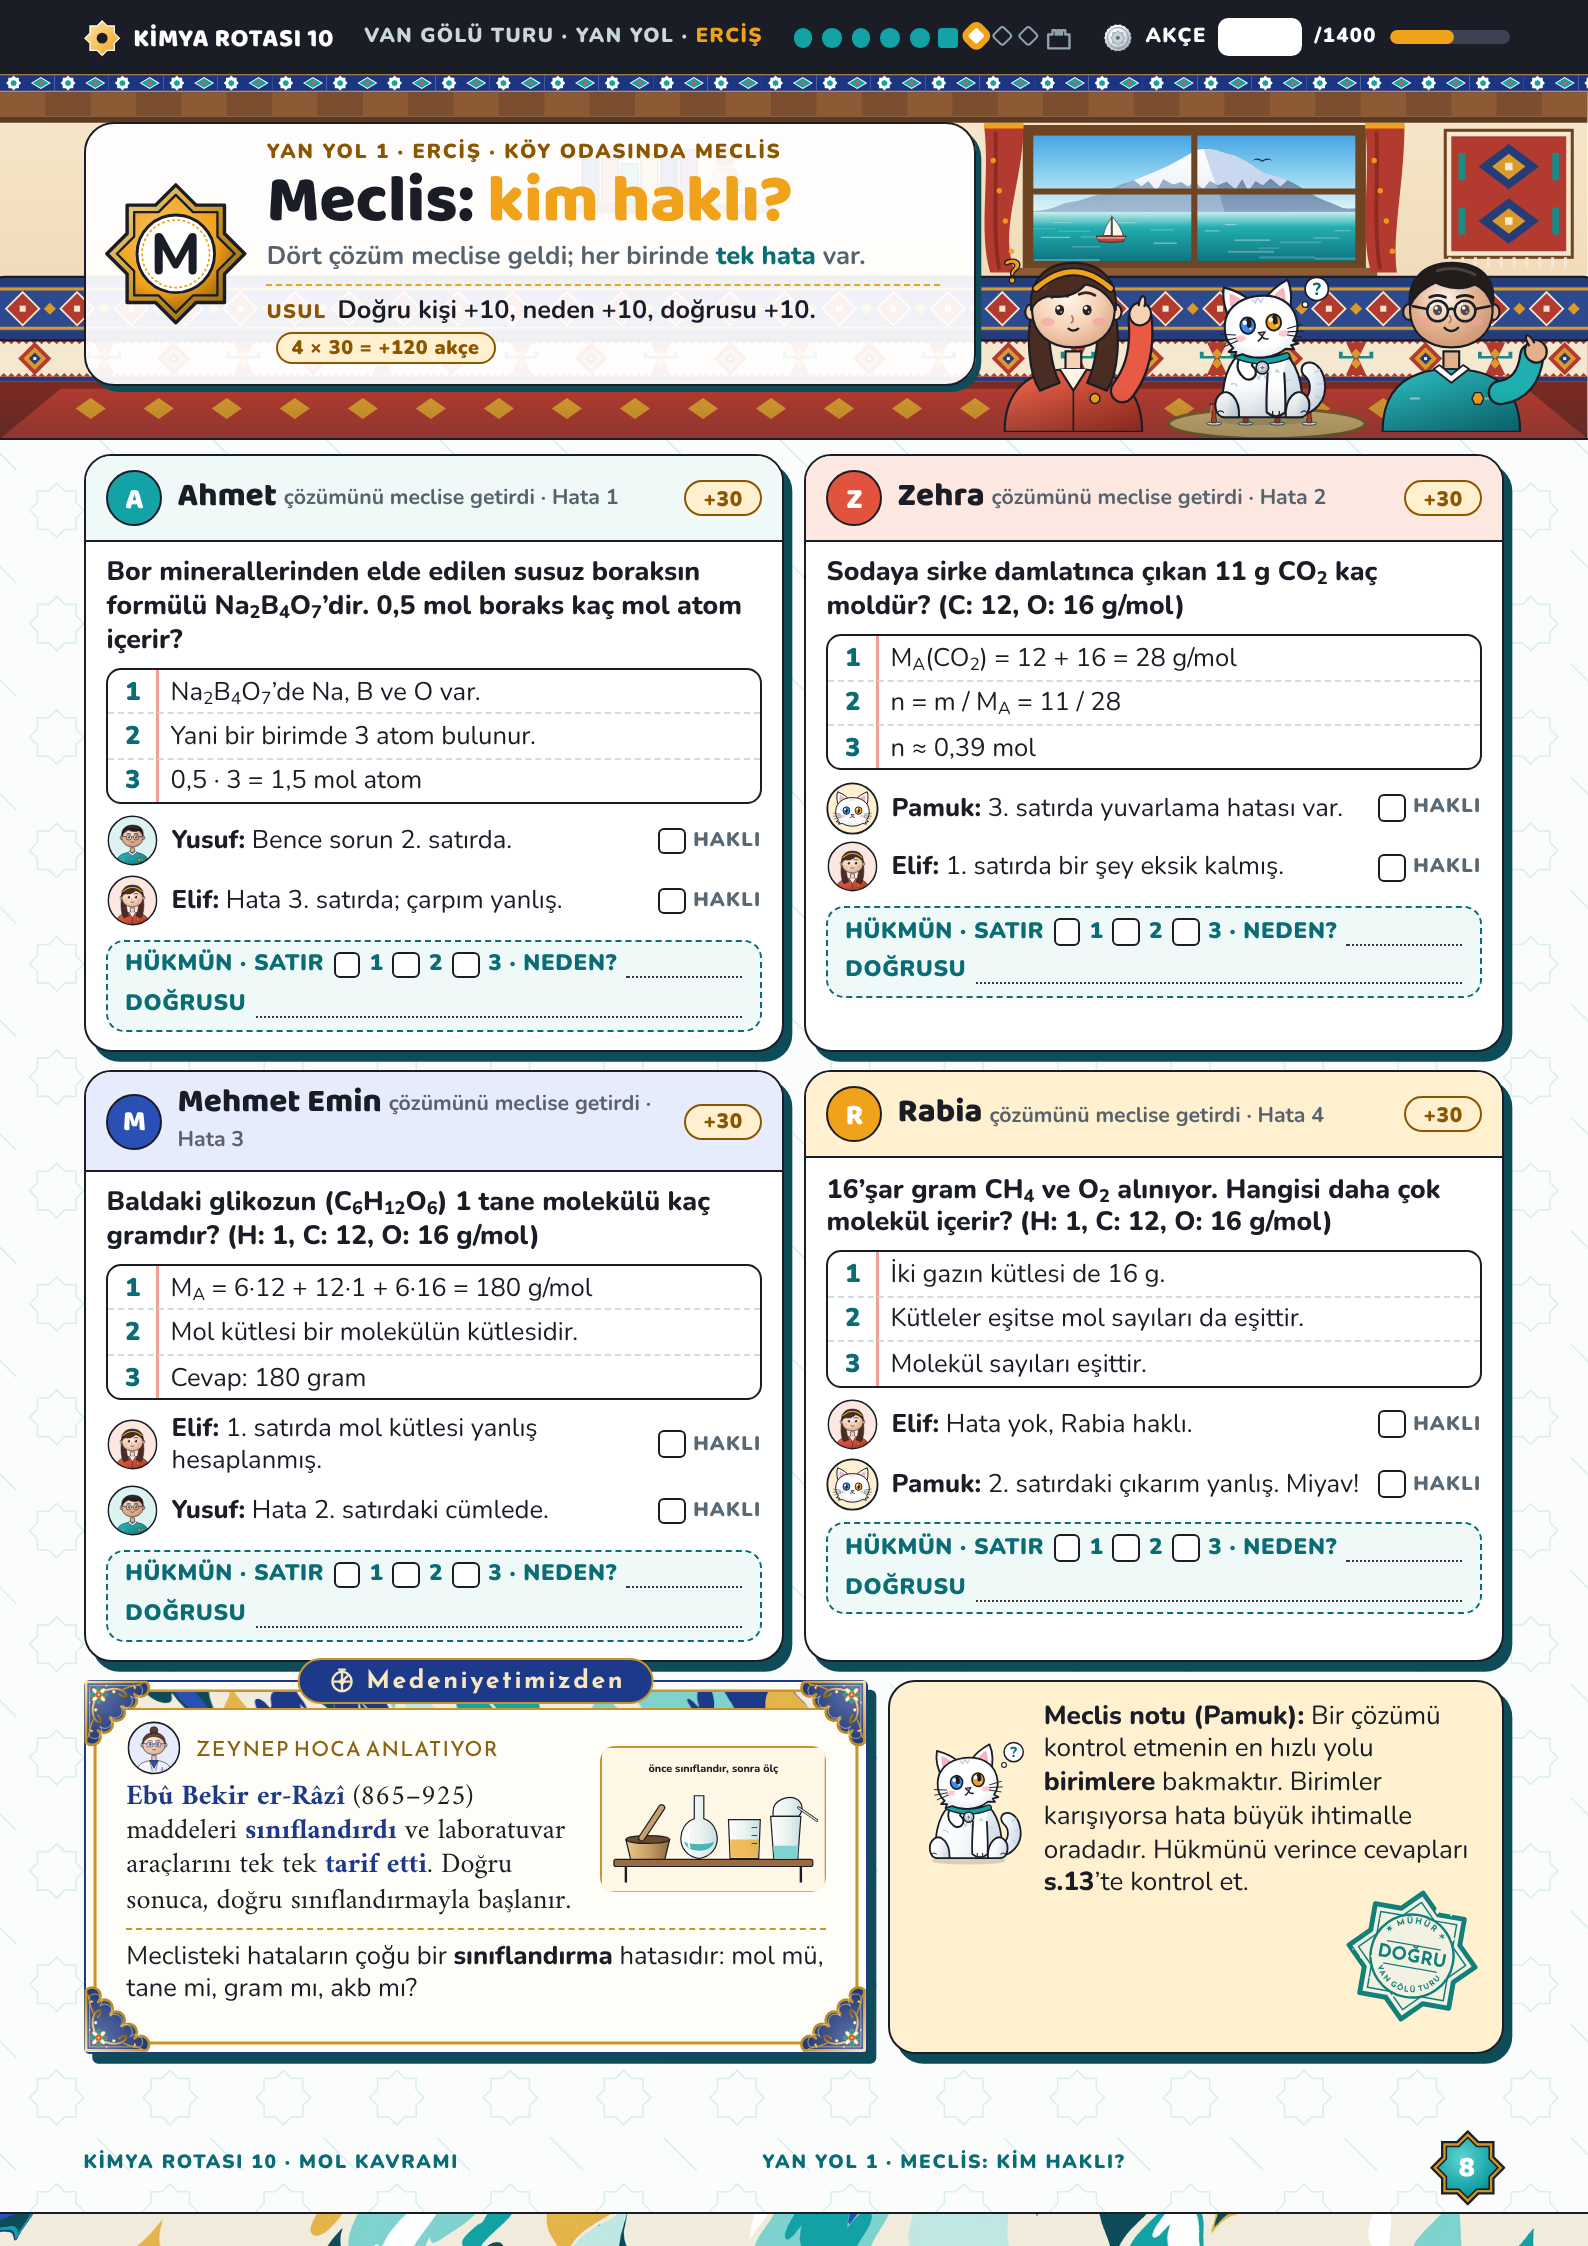 KİMYA ROTASI 10 VAN GÖLÜ TURU · YAN YOL · ERCİŞ AKÇE /1400
YAN YOL 1 · ERCİŞ · KÖY ODASINDA MECLİS
M
Meclis: kim haklı?
Dört çözüm meclise geldi; her birinde tek hata var.
USUL Doğru kişi +10, neden +10, doğrusu +10.
4 × 30 = +120 akçe
? ?
A Ahmet çözümünü meclise getirdi · Hata 1 +30
Bor minerallerinden elde edilen susuz boraksın
formülü Na₂B₄O₇’dir. 0,5 mol boraks kaç mol atom
içerir?
1 Na₂B₄O₇’de Na, B ve O var.
2 Yani bir birimde 3 atom bulunur.
3 0,5 · 3 = 1,5 mol atom
Yusuf: Bence sorun 2. satırda. HAKLI
Elif: Hata 3. satırda; çarpım yanlış. HAKLI
HÜKMÜN · SATIR 1 2 3 · NEDEN?
DOĞRUSU
Z Zehra çözümünü meclise getirdi · Hata 2 +30
Sodaya sirke damlatınca çıkan 11 g CO₂ kaç
moldür? (C: 12, O: 16 g/mol)
1 M_A(CO₂) = 12 + 16 = 28 g/mol
2 n = m / M_A = 11 / 28
3 n ≈ 0,39 mol
Pamuk: 3. satırda yuvarlama hatası var. HAKLI
Elif: 1. satırda bir şey eksik kalmış. HAKLI
HÜKMÜN · SATIR 1 2 3 · NEDEN?
DOĞRUSU
M Mehmet Emin çözümünü meclise getirdi ·
Hata 3 +30
Baldaki glikozun (C₆H₁₂O₆) 1 tane molekülü kaç
gramdır? (H: 1, C: 12, O: 16 g/mol)
1 M_A = 6·12 + 12·1 + 6·16 = 180 g/mol
2 Mol kütlesi bir molekülün kütlesidir.
3 Cevap: 180 gram
Elif: 1. satırda mol kütlesi yanlış
hesaplanmış. HAKLI
Yusuf: Hata 2. satırdaki cümlede. HAKLI
HÜKMÜN · SATIR 1 2 3 · NEDEN?
DOĞRUSU
R Rabia çözümünü meclise getirdi · Hata 4 +30
16’şar gram CH₄ ve O₂ alınıyor. Hangisi daha çok
molekül içerir? (H: 1, C: 12, O: 16 g/mol)
1 İki gazın kütlesi de 16 g.
2 Kütleler eşitse mol sayıları da eşittir.
3 Molekül sayıları eşittir.
Elif: Hata yok, Rabia haklı. HAKLI
Pamuk: 2. satırdaki çıkarım yanlış. Miyav! HAKLI
HÜKMÜN · SATIR 1 2 3 · NEDEN?
DOĞRUSU
Medeniyetimizden
ZEYNEP HOCA ANLATIYOR
Ebû Bekir er-Râzî (865–925)
maddeleri sınıflandırdı ve laboratuvar
araçlarını tek tek tarif etti. Doğru
sonuca, doğru sınıflandırmayla başlanır.
önce sınıflandır, sonra ölç
Meclisteki hataların çoğu bir sınıflandırma hatasıdır: mol mü,
tane mi, gram mı, akb mı?
?
Meclis notu (Pamuk): Bir çözümü
kontrol etmenin en hızlı yolu
birimlere bakmaktır. Birimler
karışıyorsa hata büyük ihtimalle
oradadır. Hükmünü verince cevapları
s.13’te kontrol et.
MÜHÜR
DOĞRU
VAN GÖLÜ TURU
KİMYA ROTASI 10 · MOL KAVRAMI YAN YOL 1 · MECLİS: KİM HAKLI? 8